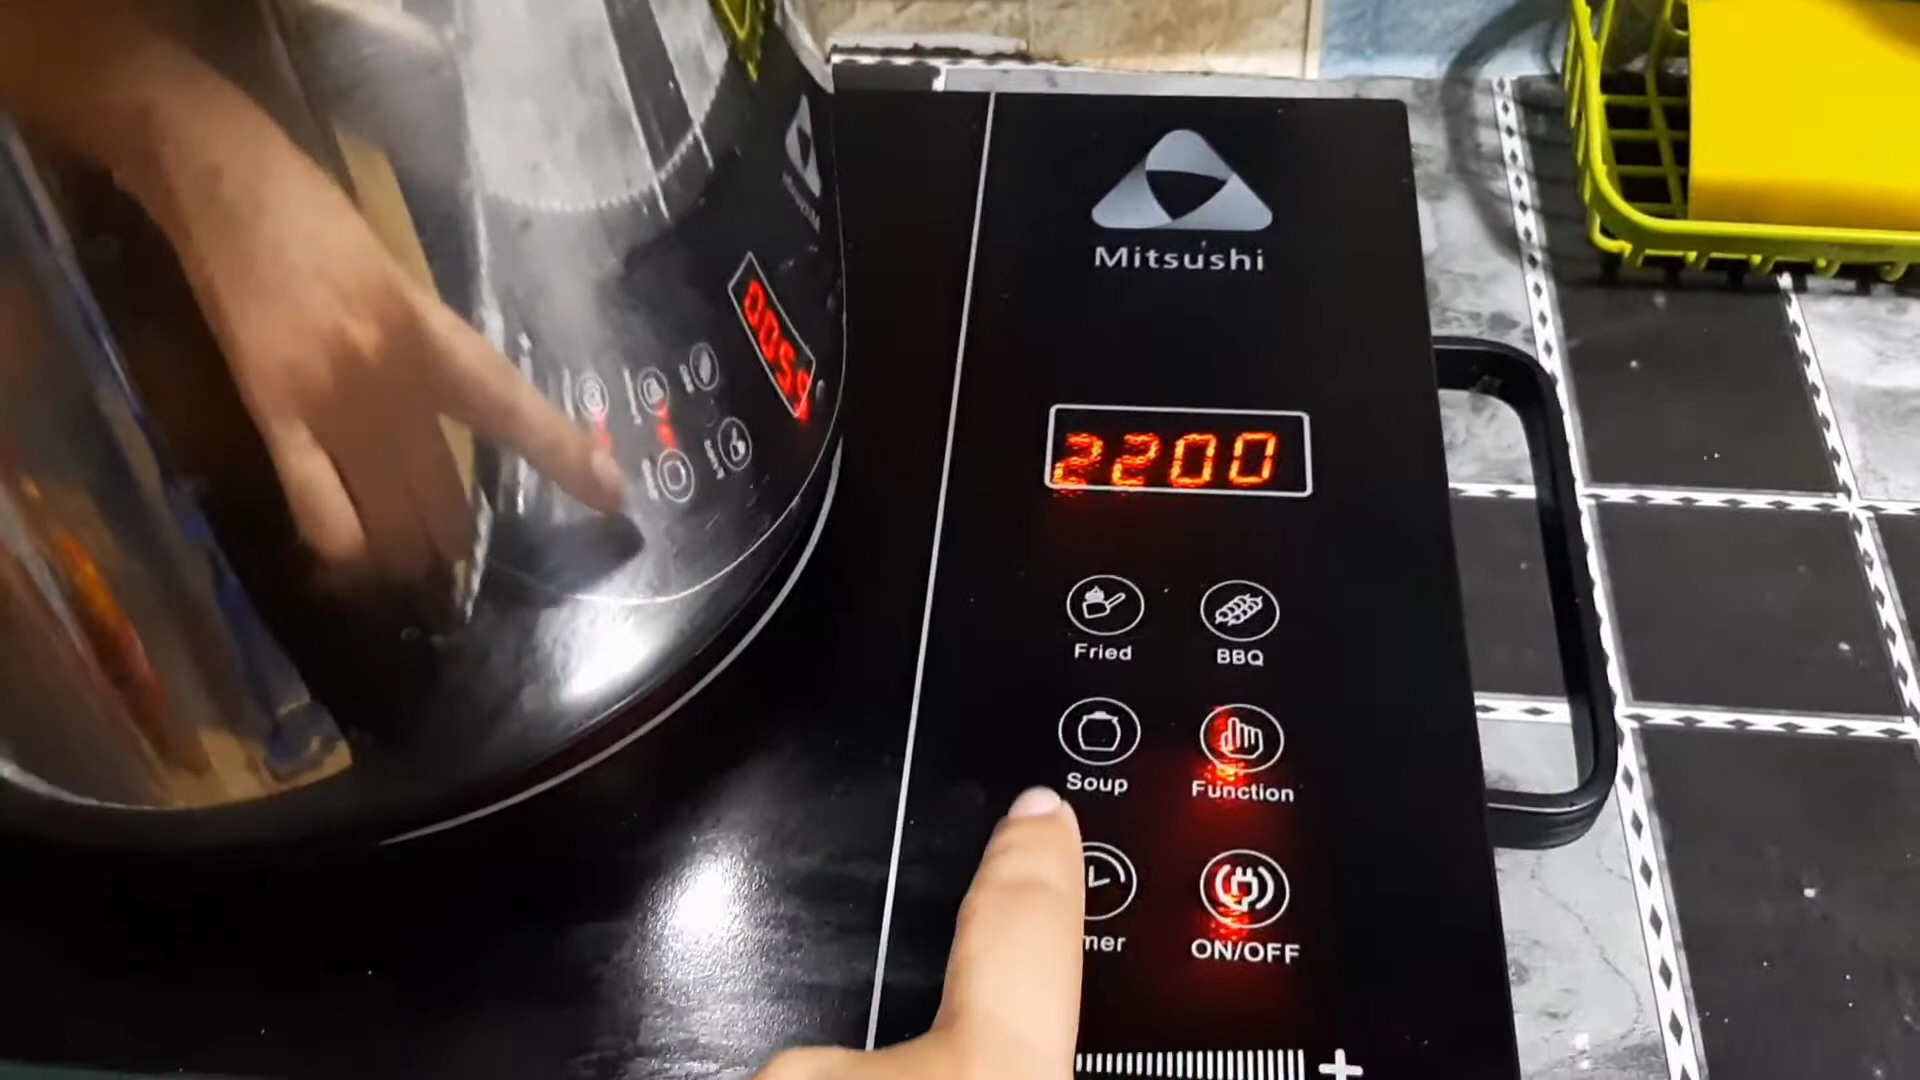 Mitsushi
2200
Fried
BBQ
Soup
Function
mer
ON/OFF
+